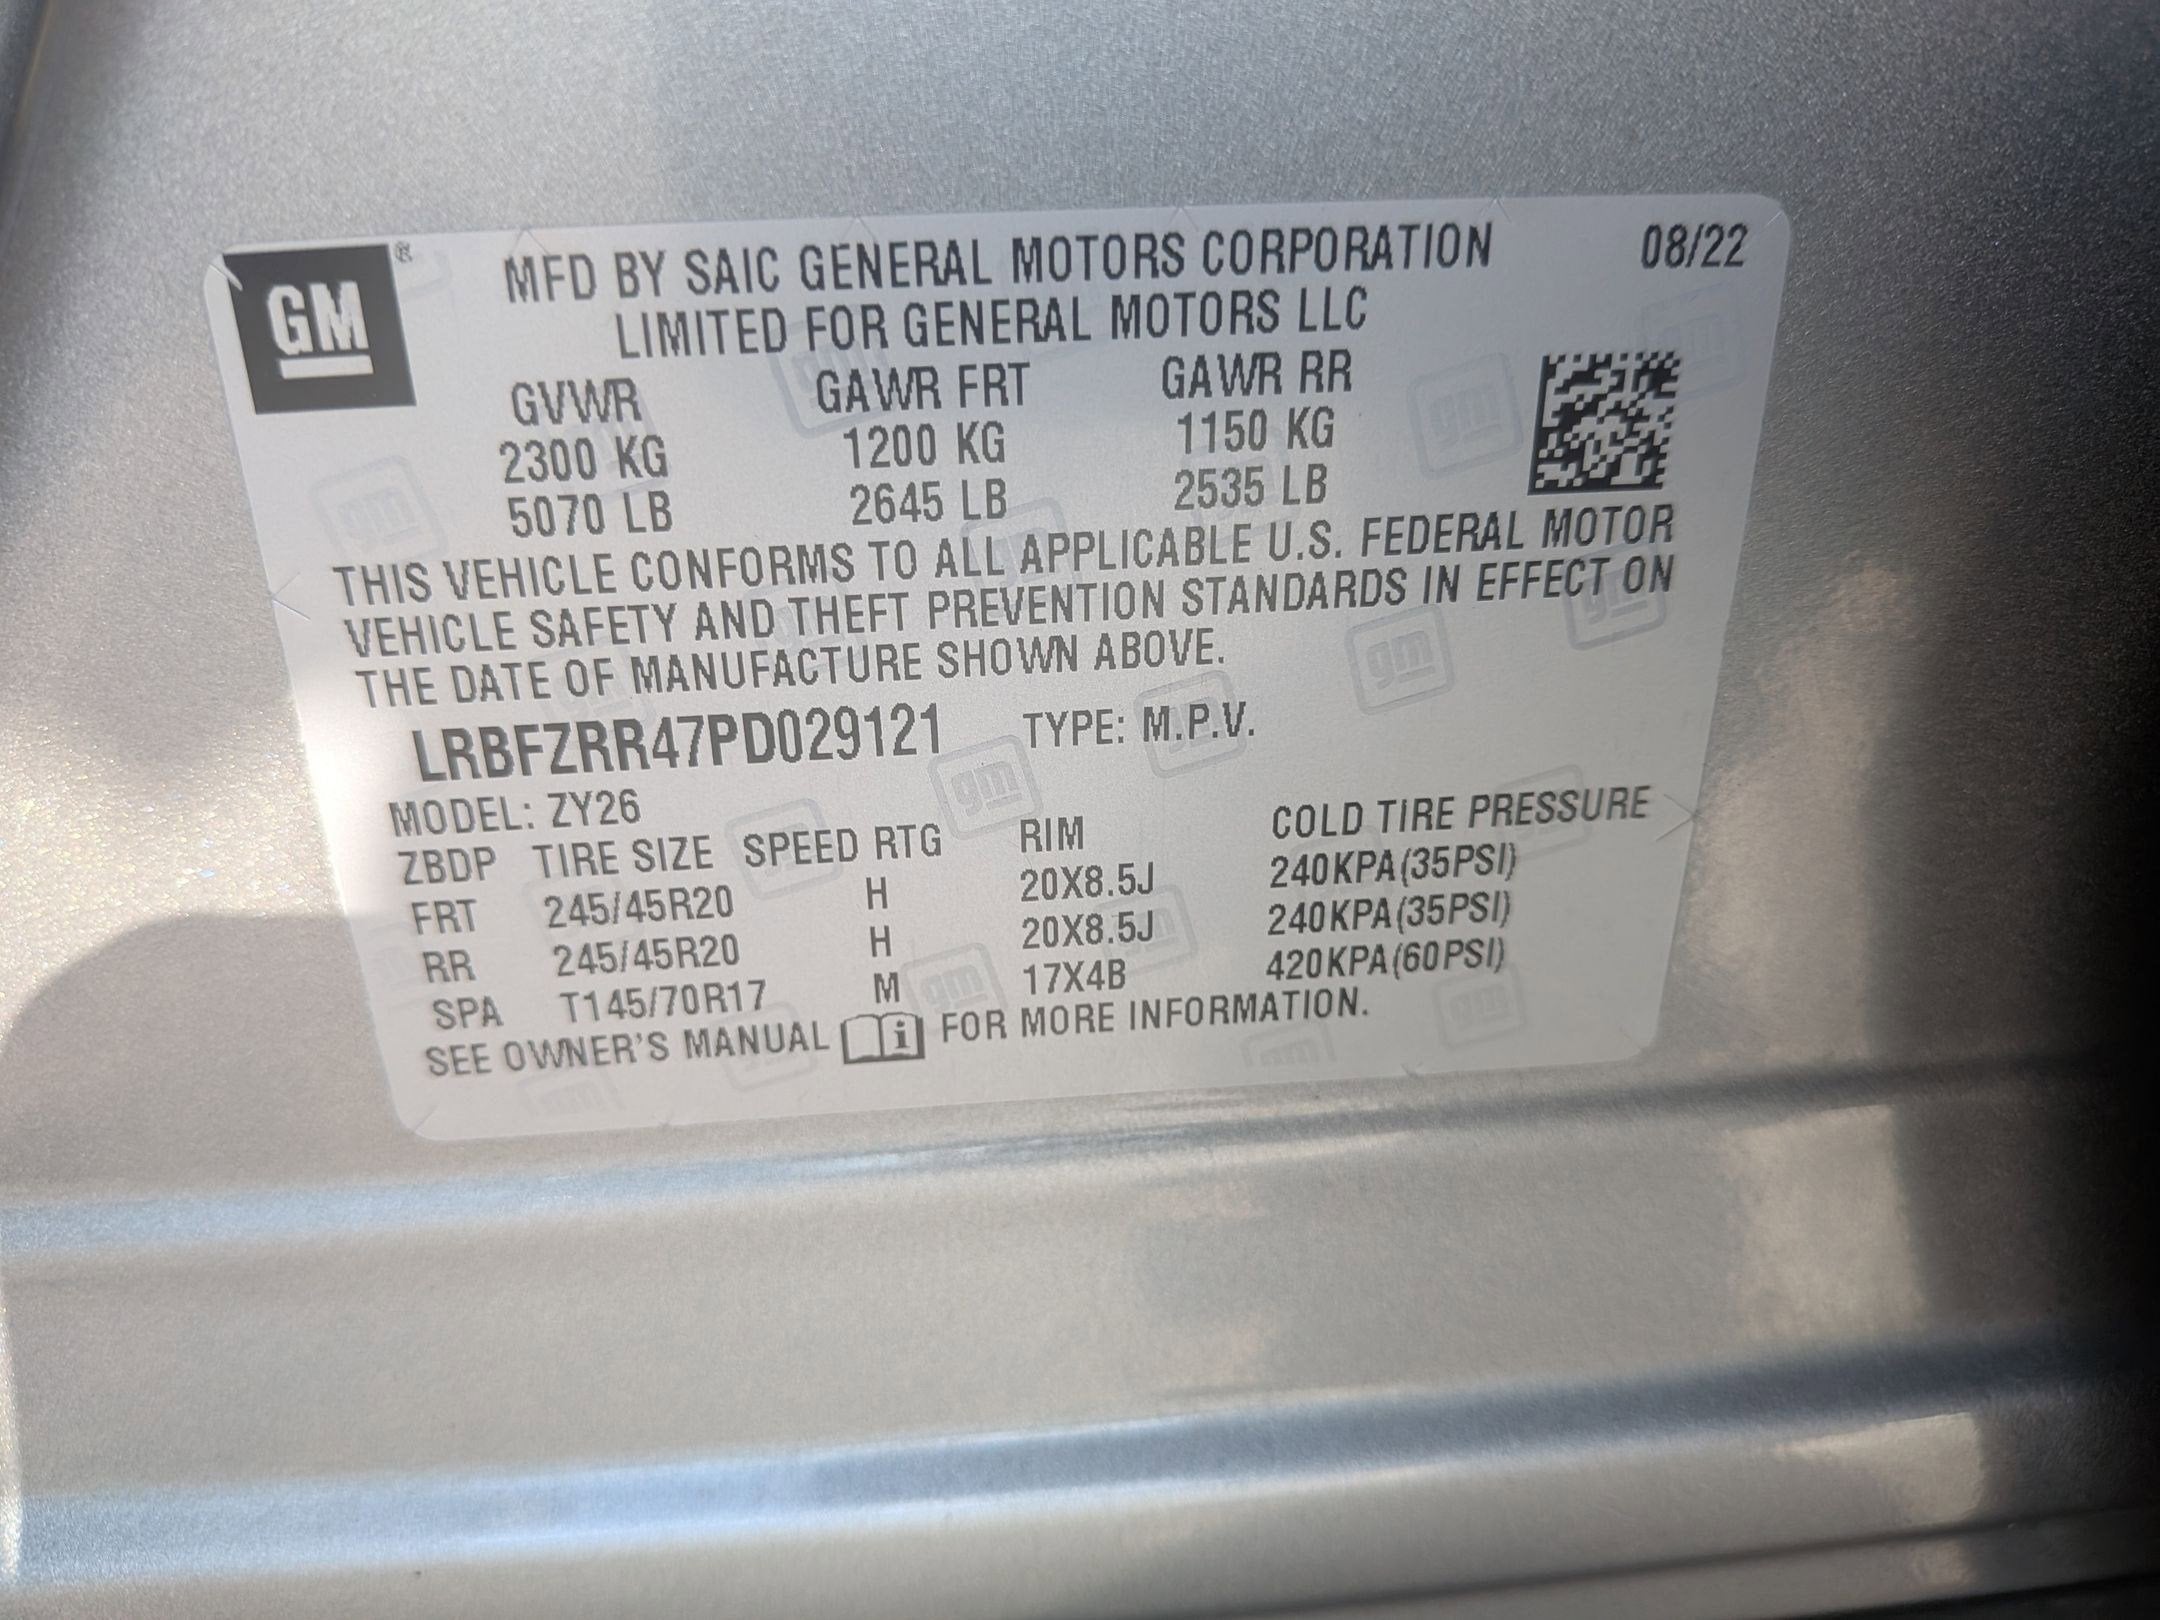 GM®
MFD BY SAIC GENERAL MOTORS CORPORATION 08/22
LIMITED FOR GENERAL MOTORS LLC
GVWR GAWR FRT GAWR RR
2300 KG 1200 KG 1150 KG
5070 LB 2645 LB 2535 LB
THIS VEHICLE CONFORMS TO ALL APPLICABLE U.S. FEDERAL MOTOR
VEHICLE SAFETY AND THEFT PREVENTION STANDARDS IN EFFECT ON
THE DATE OF MANUFACTURE SHOWN ABOVE.
LRBFZRR47PD029121 TYPE: M.P.V.
MODEL: ZY26
ZBDP TIRE SIZE SPEED RTG RIM COLD TIRE PRESSURE
FRT 245/45R20 H 20X8.5J 240KPA(35PSI)
RR 245/45R20 H 20X8.5J 240KPA(35PSI)
SPA T145/70R17 M 17X4B 420KPA(60PSI)
SEE OWNER'S MANUAL i FOR MORE INFORMATION.